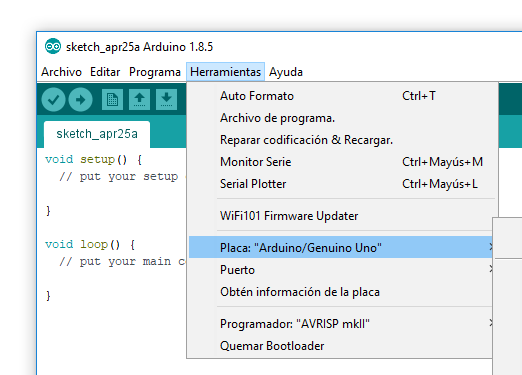 sketch_apr25a Arduino 1.8.5
Archivo Editar Programa Herramientas Ayuda
sketch_apr25a
void setup() {
// put your setup
}
void loop() {
// put your main c
}
Auto Formato Ctrl+T
Archivo de programa.
Reparar codificación & Recargar.
Monitor Serie Ctrl+Mayús+M
Serial Plotter Ctrl+Mayús+L
WiFi101 Firmware Updater
Placa: "Arduino/Genuino Uno"
Puerto
Obtén información de la placa
Programador: "AVRISP mkII"
Quemar Bootloader